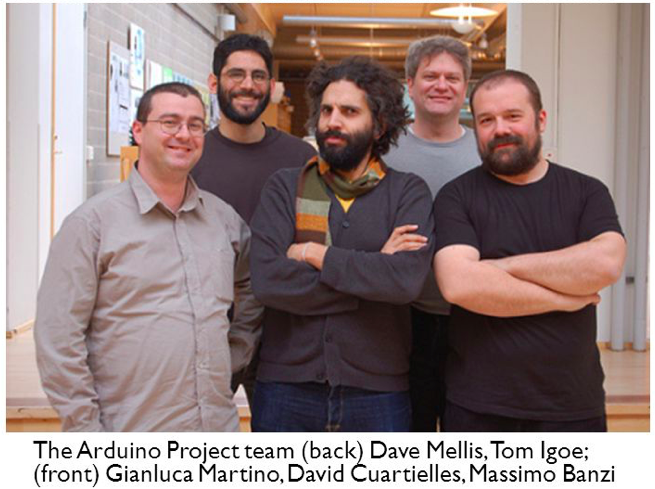 The Arduino Project team (back) Dave Mellis, Tom Igoe;
(front) Gianluca Martino, David Cuartielles, Massimo Banzi